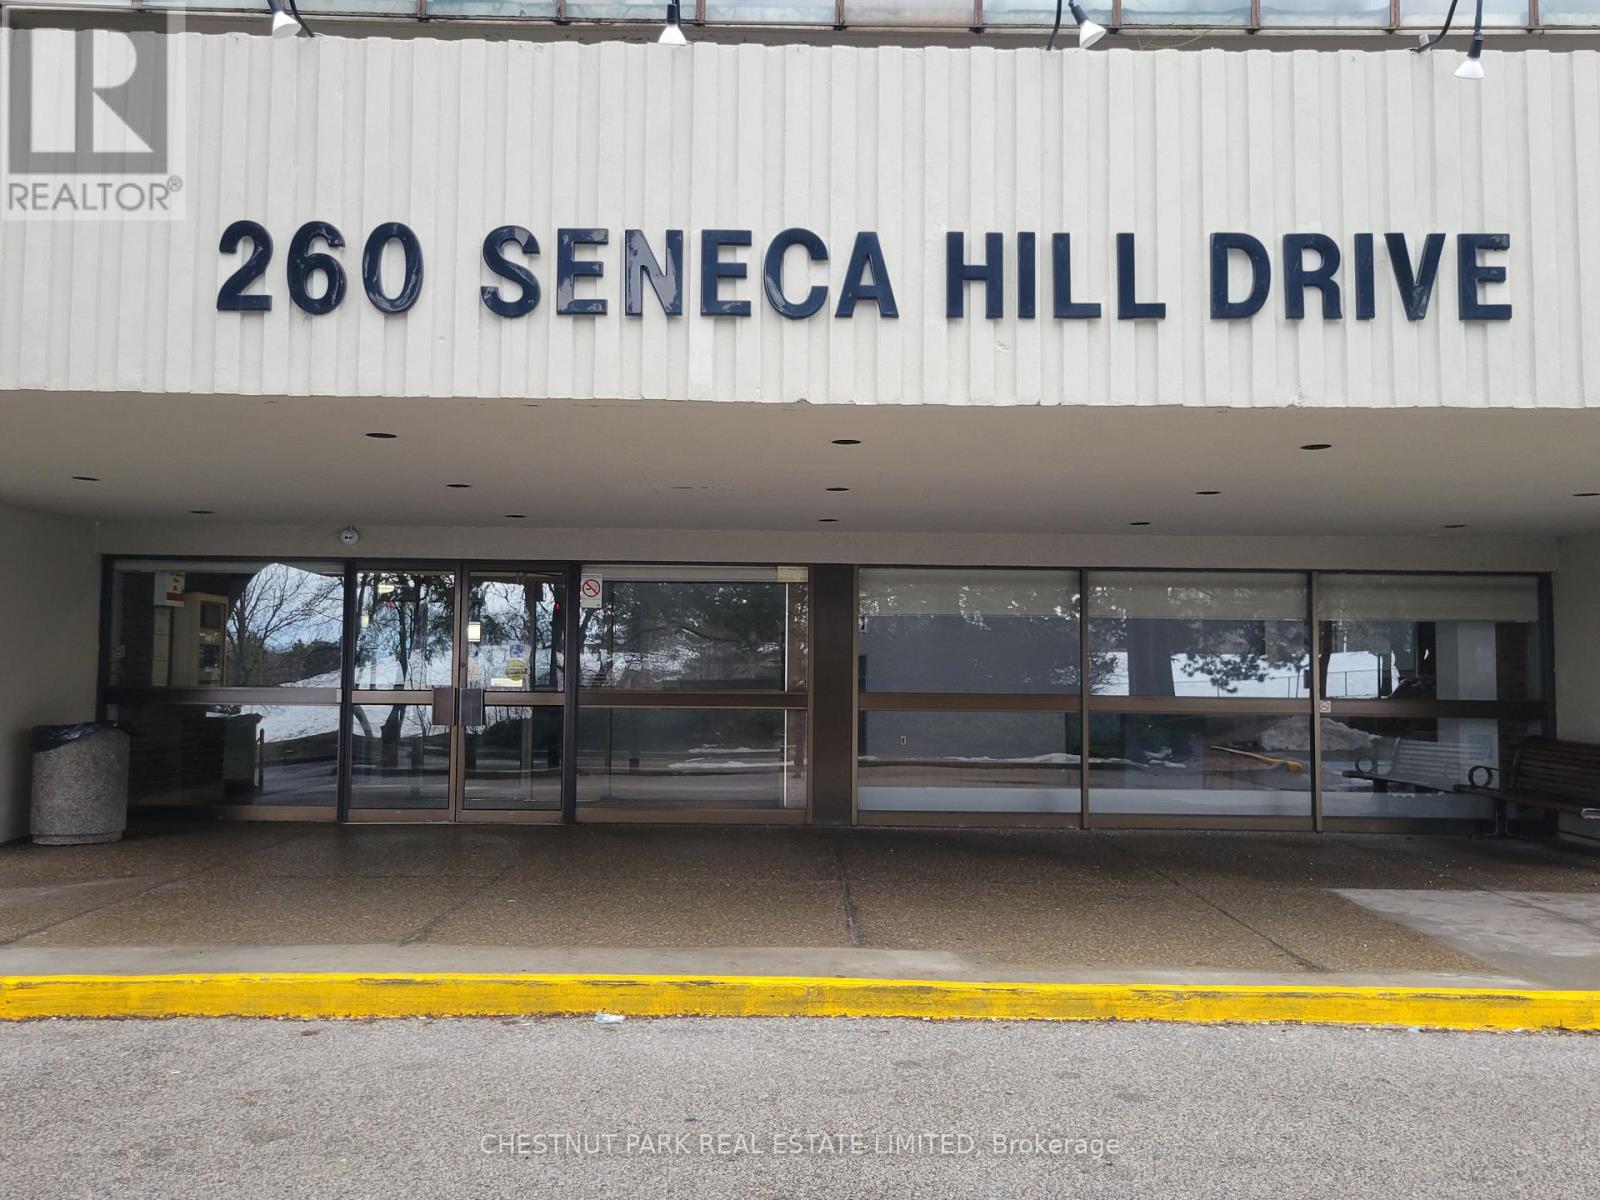 REALTOR®
260 SENECA HILL DRIVE
CHESTNUT PARK REAL ESTATE LIMITED, Brokerage